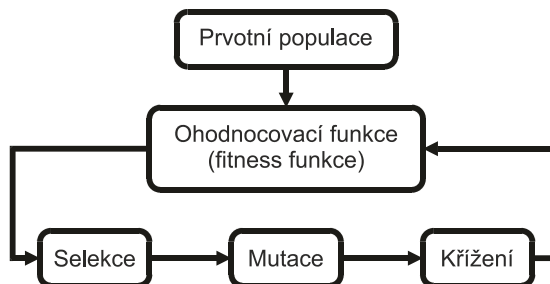 Prvotní populace
Ohodnocovací funkce
(fitness funkce)
Selekce
Mutace
Křížení